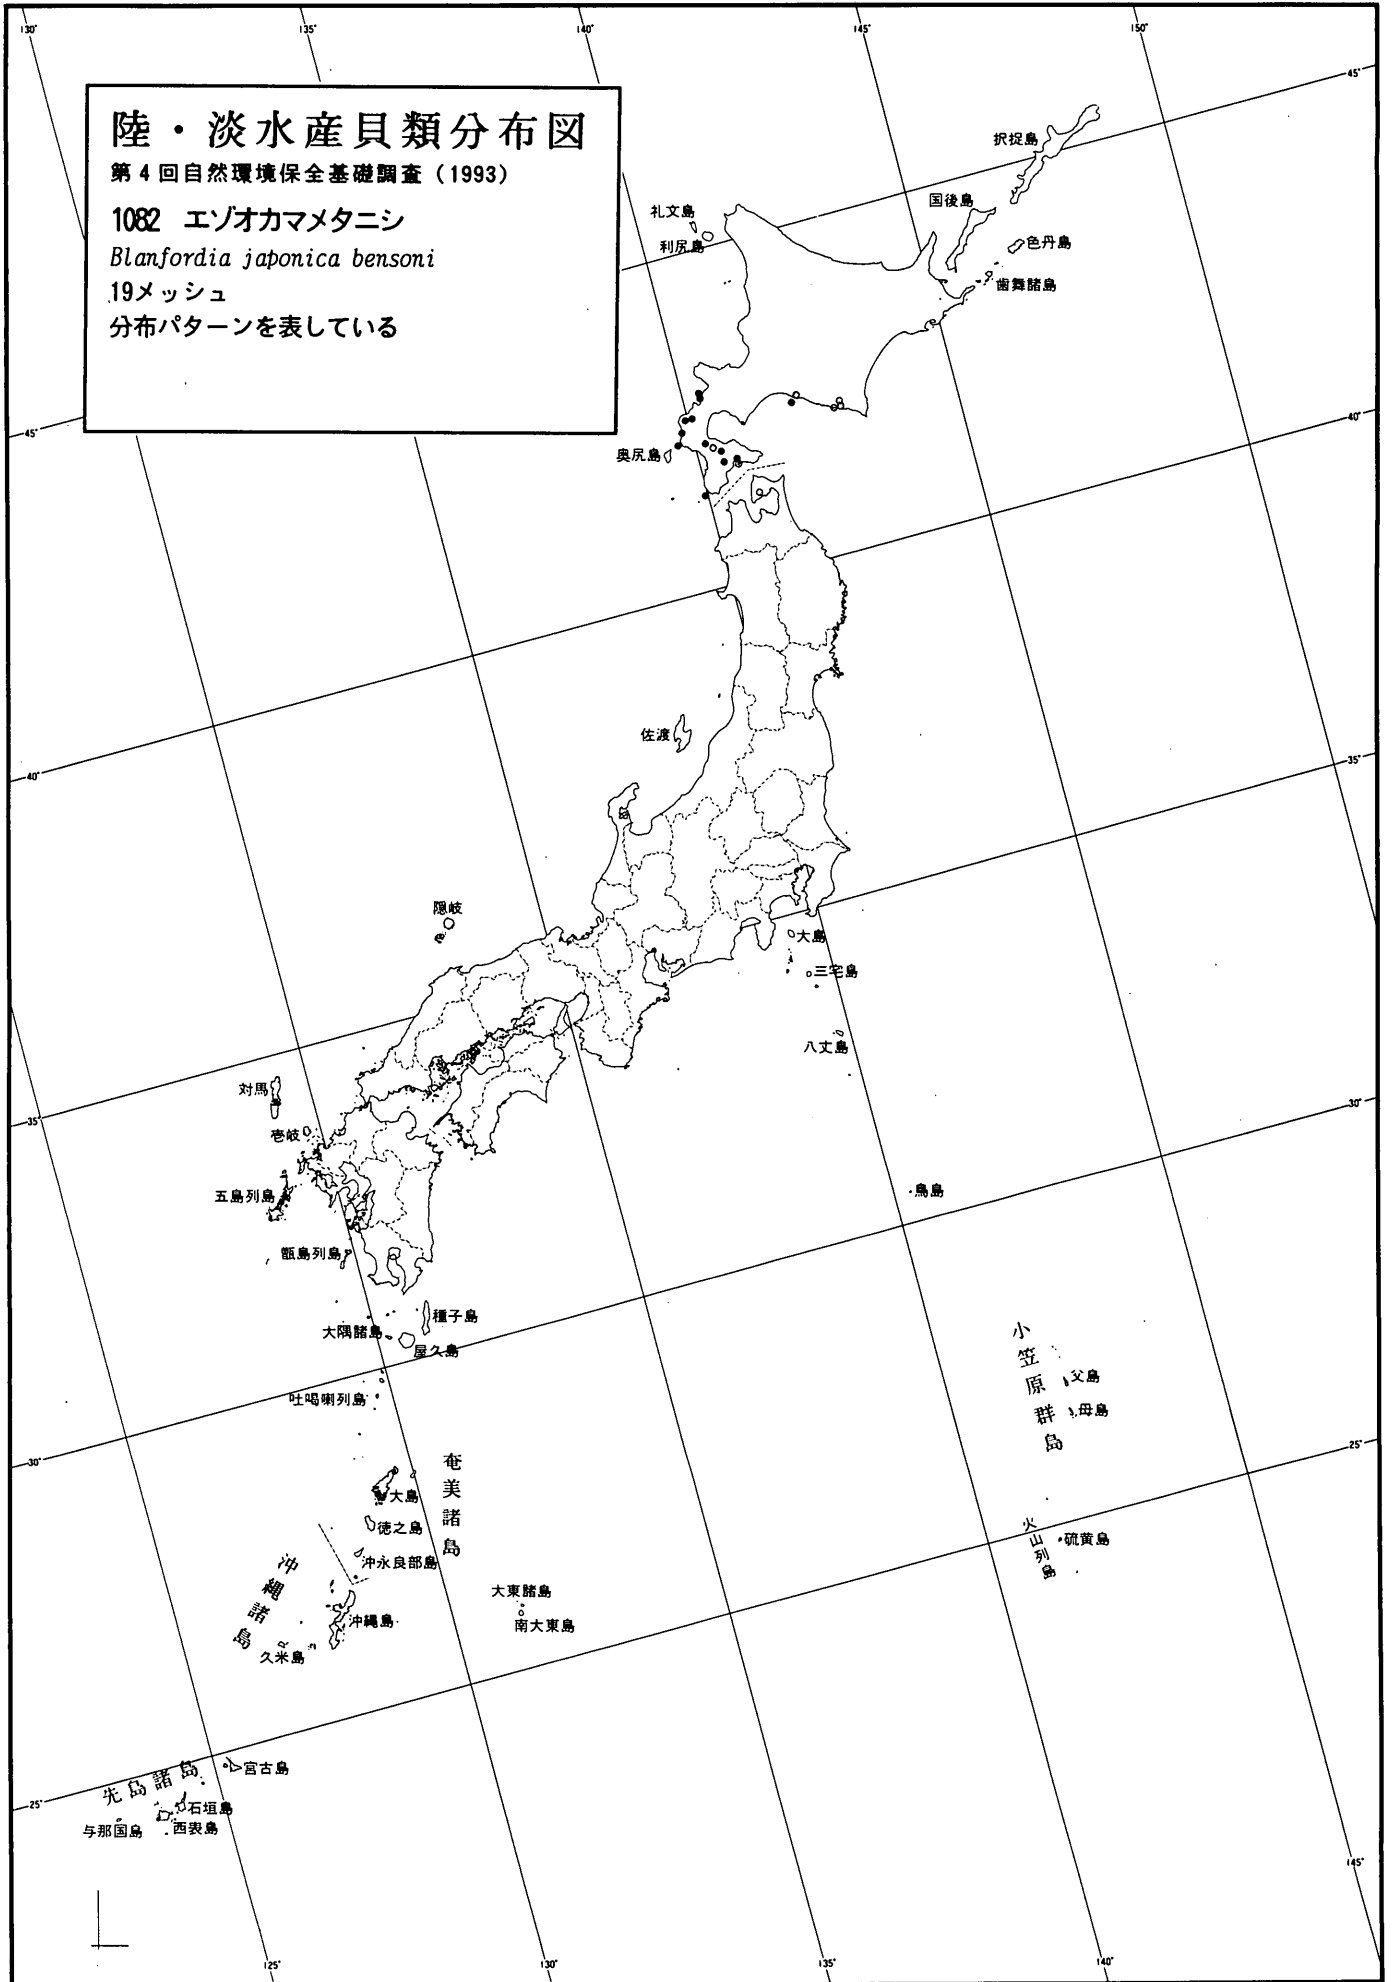 130°
135°
140°
145°
150°
陸・淡水産貝類分布図
第4回自然環境保全基礎調査(1993)
1082 エゾオカマメタニシ
Blanfordia japonica bensoni
19メッシュ
分布パターンを表している
45°
択捉島
国後島
色丹島
歯舞諸島
礼文島
利尻島
奥尻島
45°
40°
佐渡
40°
35°
隠岐
大島
三宅島
八丈島
対馬
壱岐
35°
30°
五島列島
甑島列島
鳥島
種子島
大隅諸島
屋久島
吐喝喇列島
小笠原群島
父島
母島
30°
25°
奄美諸島
大島
徳之島
沖永良部島
火山列島
硫黄島
沖縄諸島
沖縄島
久米島
大東諸島
南大東島
先島諸島
宮古島
石垣島
西表島
与那国島
25°
145°
125°
130°
135°
140°